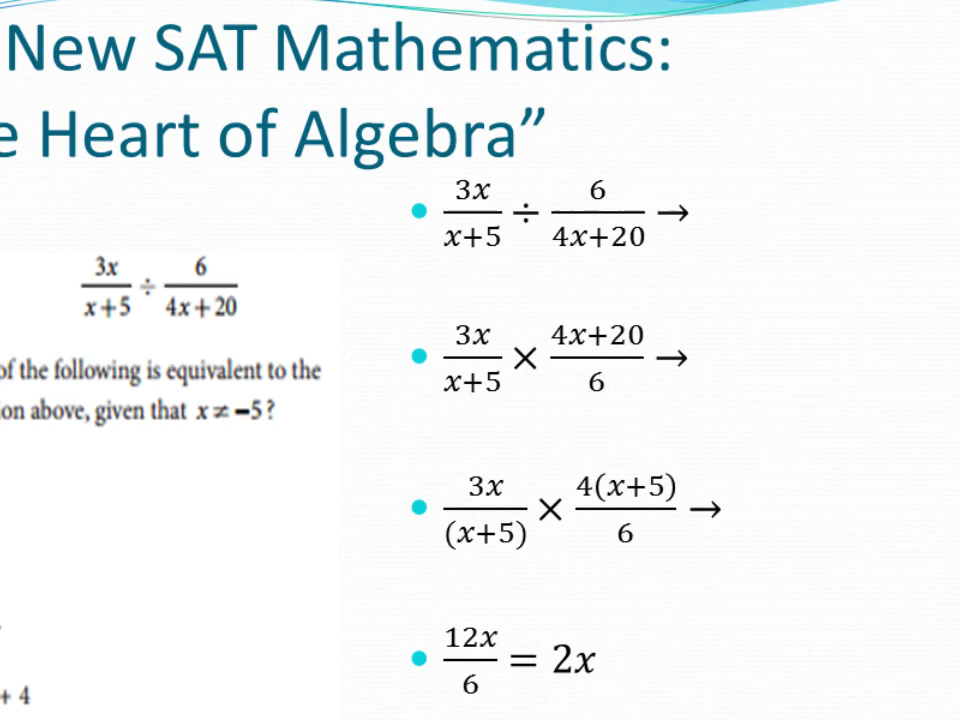 New SAT Mathematics:
e Heart of Algebra”
3x/(x+5) ÷ 6/(4x+20)
of the following is equivalent to the
ion above, given that x ≠ −5?
+ 4
• 3x/(x+5) ÷ 6/(4x+20) →
• 3x/(x+5) × (4x+20)/6 →
• 3x/(x+5) × 4(x+5)/6 →
• 12x/6 = 2x